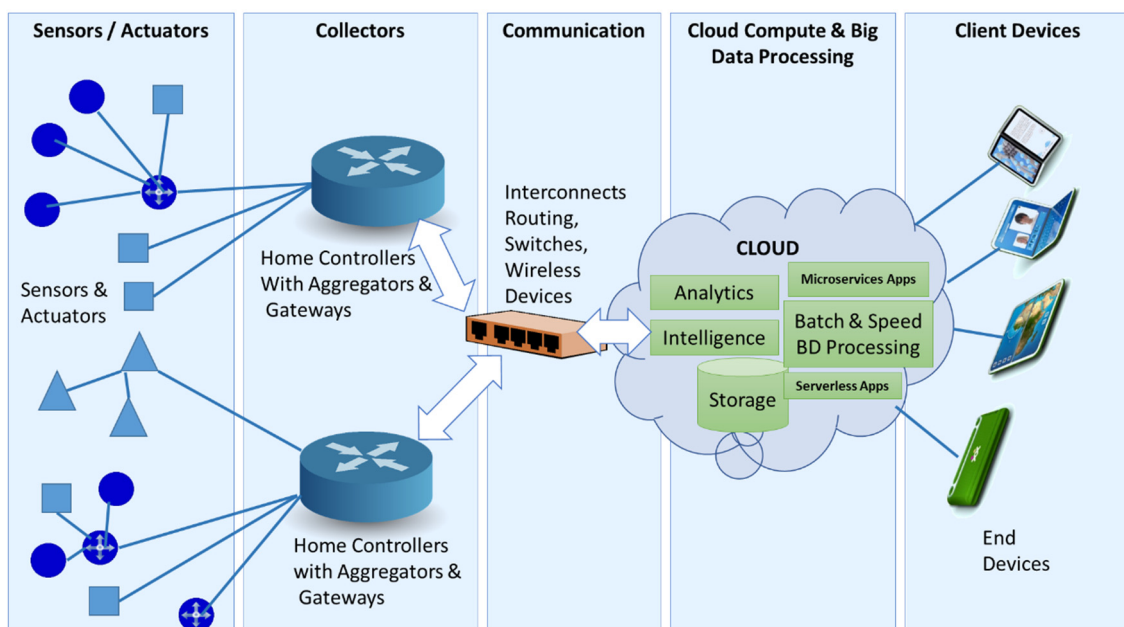 Sensors / Actuators
Collectors
Communication
Cloud Compute & Big
Data Processing
Client Devices
Sensors &
Actuators
Home Controllers
With Aggregators &
Gateways
Home Controllers
with Aggregators &
Gateways
Interconnects
Routing,
Switches,
Wireless
Devices
CLOUD
Analytics
Intelligence
Storage
Microservices Apps
Batch & Speed
BD Processing
Serverless Apps
End
Devices